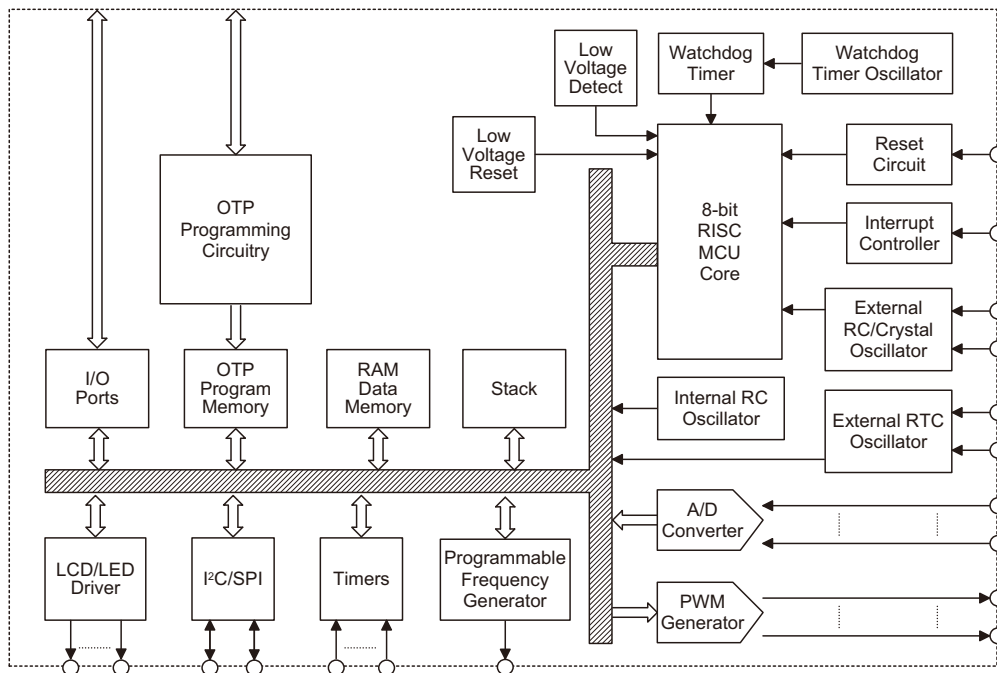 Low
Voltage
Detect
Watchdog
Timer
Watchdog
Timer Oscillator
Low
Voltage
Reset
8-bit
RISC
MCU
Core
Reset
Circuit
Interrupt
Controller
External
RC/Crystal
Oscillator
OTP
Programming
Circuitry
I/O
Ports
OTP
Program
Memory
RAM
Data
Memory
Stack
Internal RC
Oscillator
External RTC
Oscillator
A/D
Converter
LCD/LED
Driver
I²C/SPI
Timers
Programmable
Frequency
Generator
PWM
Generator